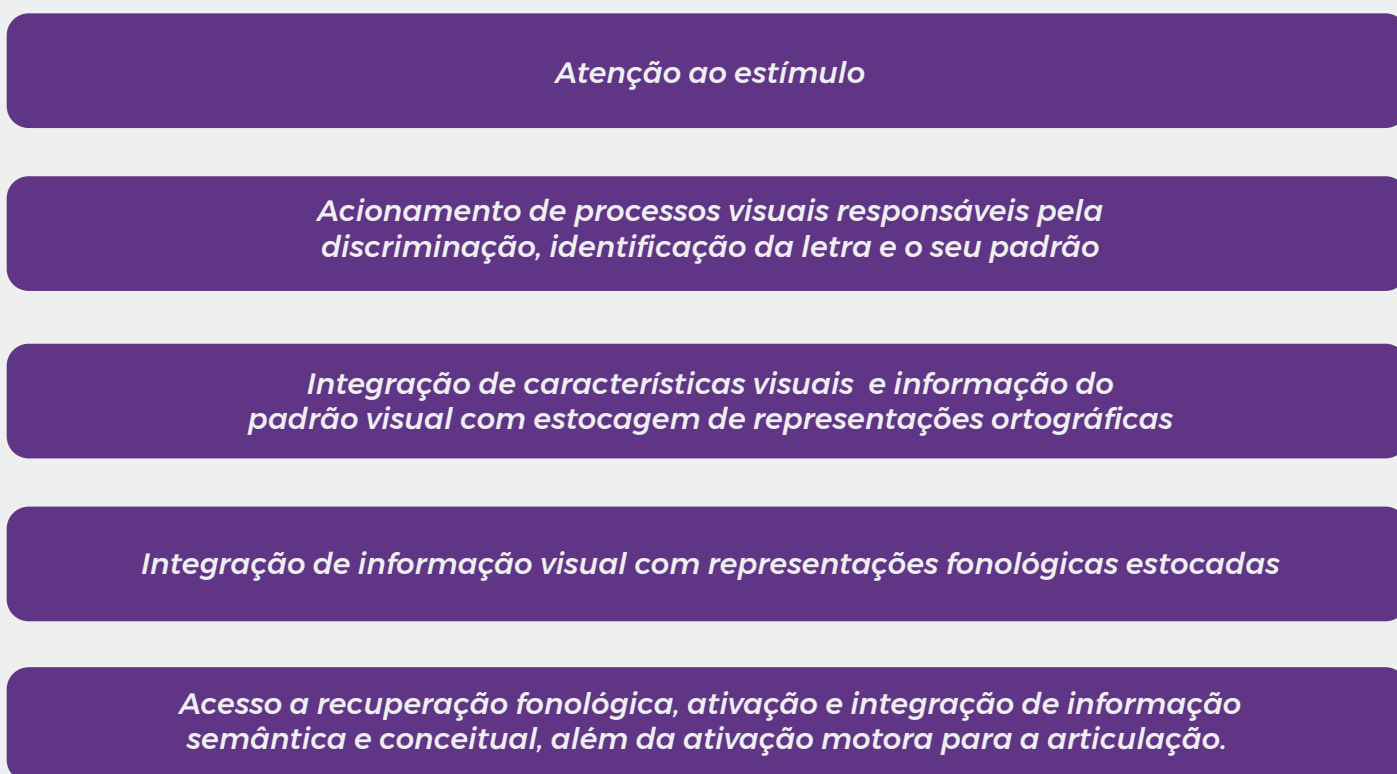 Atenção ao estímulo
Acionamento de processos visuais responsáveis pela
discriminação, identificação da letra e o seu padrão
Integração de características visuais e informação do
padrão visual com estocagem de representações ortográficas
Integração de informação visual com representações fonológicas estocadas
Acesso a recuperação fonológica, ativação e integração de informação
semântica e conceitual, além da ativação motora para a articulação.